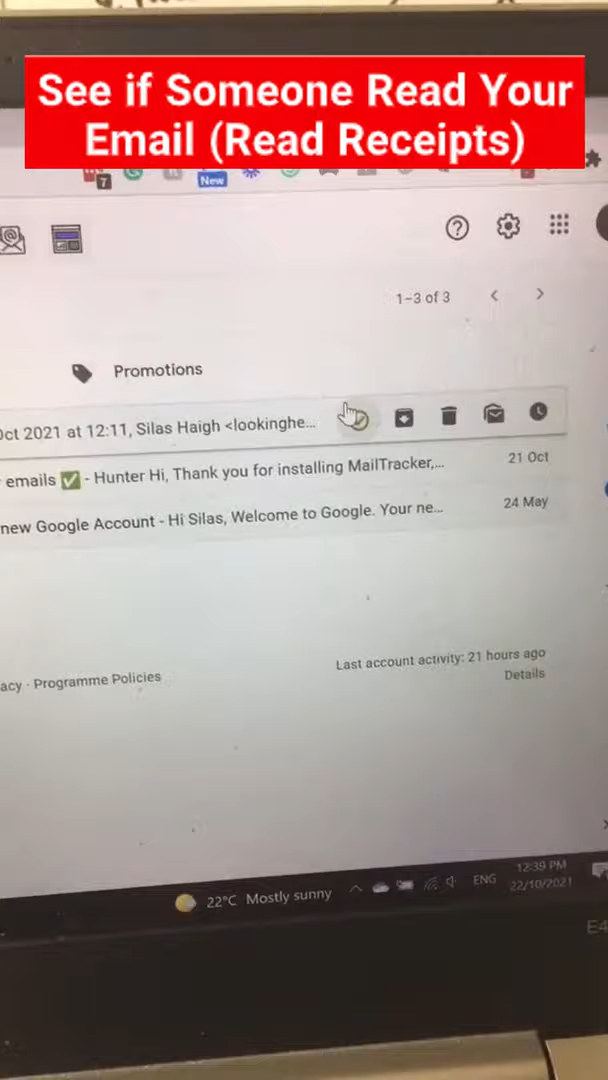 See if Someone Read Your
Email (Read Receipts)
7
New
1–3 of 3
Promotions
Oct 2021 at 12:11, Silas Haigh <lookinghe...
emails ✅ - Hunter Hi, Thank you for installing MailTracker,... 21 Oct
new Google Account - Hi Silas, Welcome to Google. Your ne... 24 May
Last account activity: 21 hours ago
acy · Programme Policies
Details
22°C Mostly sunny
ENG
12:39 PM
22/10/2021
E4